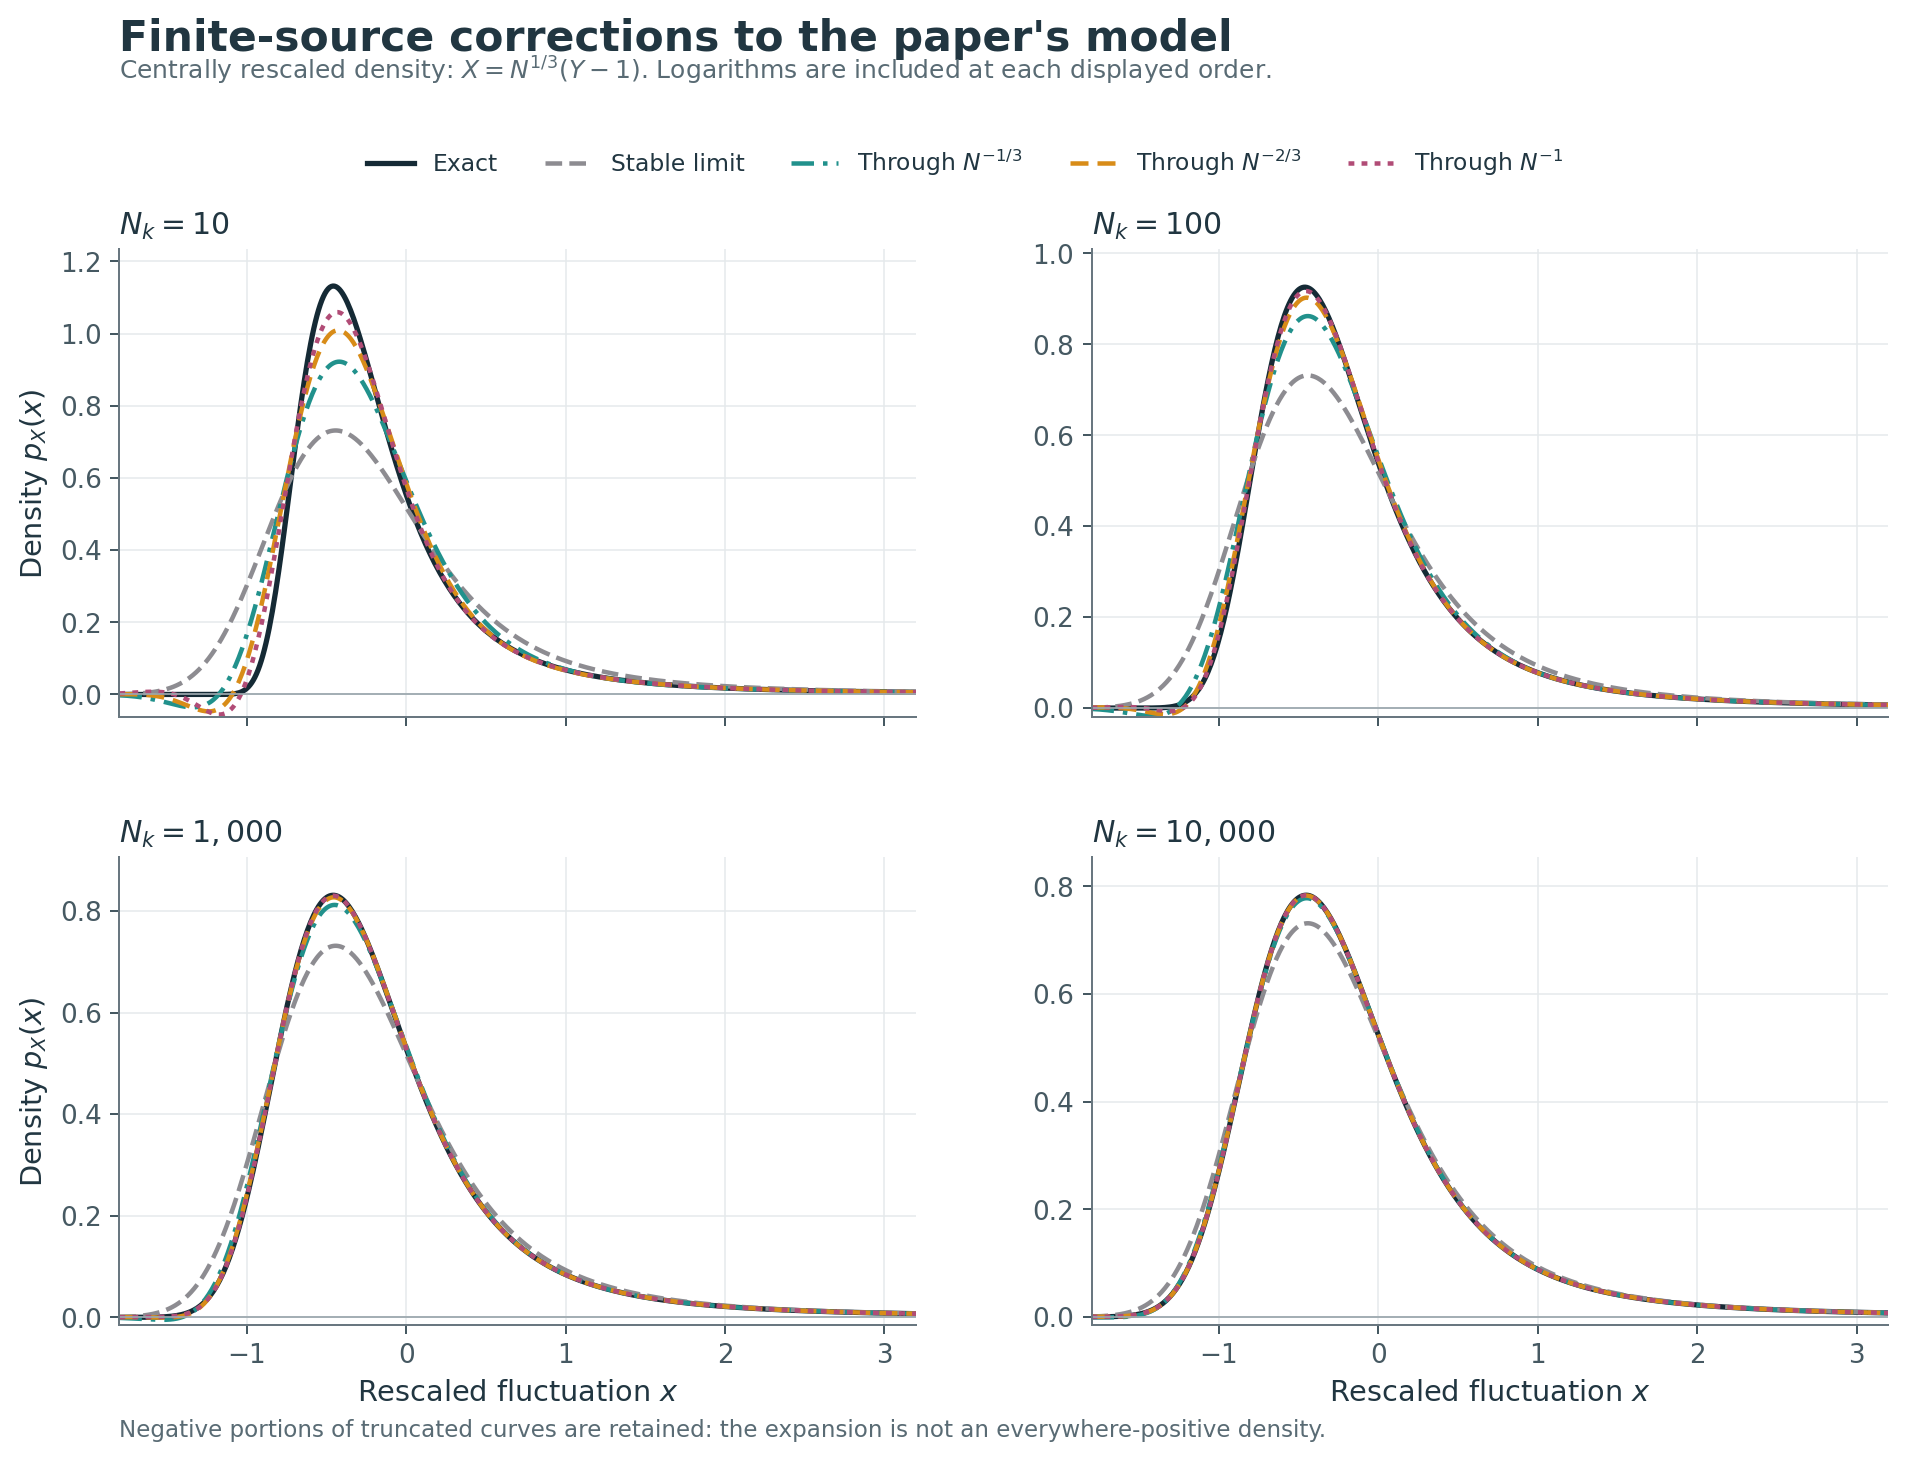 Finite-source corrections to the paper's model
Centrally rescaled density: X = N^{1/3}(Y − 1). Logarithms are included at each displayed order.
Exact
Stable limit
Through N^{−1/3}
Through N^{−2/3}
Through N^{−1}
N_k = 10
1.2
1.0
0.8
0.6
0.4
0.2
0.0
Density p_X(x)
N_k = 100
1.0
0.8
0.6
0.4
0.2
0.0
N_k = 1,000
0.8
0.6
0.4
0.2
0.0
Density p_X(x)
−1 0 1 2 3
Rescaled fluctuation x
N_k = 10,000
0.8
0.6
0.4
0.2
0.0
−1 0 1 2 3
Rescaled fluctuation x
Negative portions of truncated curves are retained: the expansion is not an everywhere-positive density.